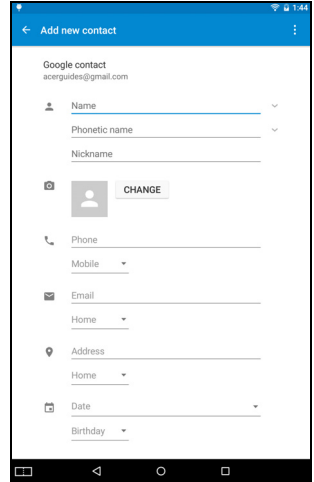 1:44
Add new contact
Google contact
acerguides@gmail.com
Name
Phonetic name
Nickname
CHANGE
Phone
Mobile
Email
Home
Address
Home
Date
Birthday